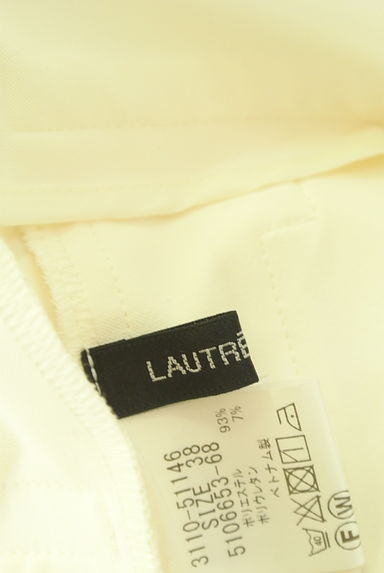 LAUTRE
3110-51146
SIZE 38
5106653-68
ポリエステル 93%
ポリウレタン 7%
ベトナム製
40
F W